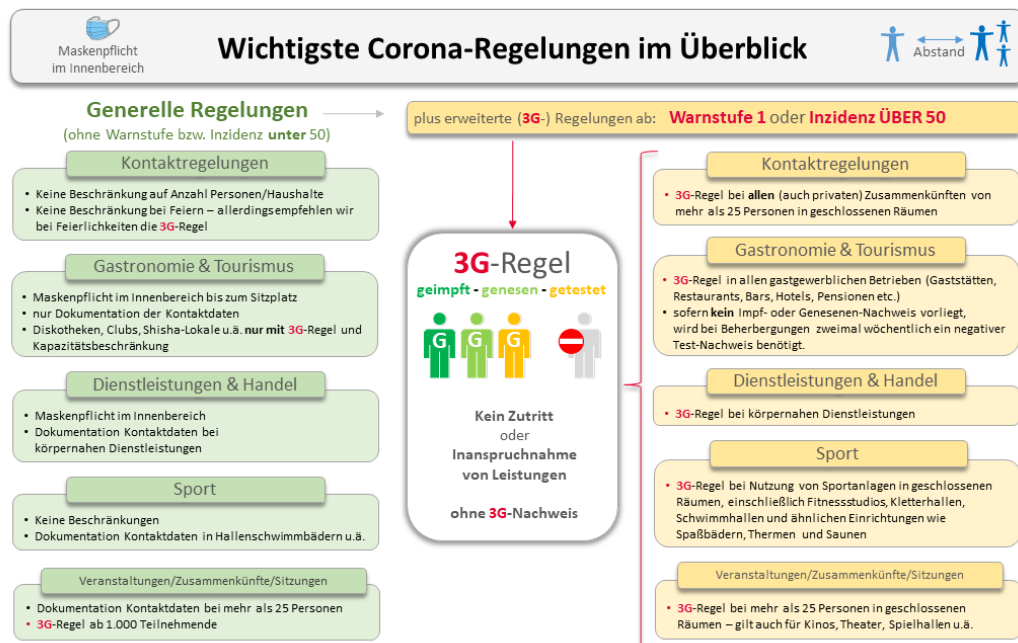 Maskenpflicht
im Innenbereich
Wichtigste Corona-Regelungen im Überblick
Abstand
Generelle Regelungen
(ohne Warnstufe bzw. Inzidenz unter 50)
plus erweiterte (3G-) Regelungen ab: Warnstufe 1 oder Inzidenz ÜBER 50
Kontaktregelungen
• Keine Beschränkung auf Anzahl Personen/Haushalte
• Keine Beschränkung bei Feiern – allerdings empfehlen wir
bei Feierlichkeiten die 3G-Regel
Gastronomie & Tourismus
• Maskenpflicht im Innenbereich bis zum Sitzplatz
• nur Dokumentation der Kontaktdaten
• Diskotheken, Clubs, Shisha-Lokale u.ä. nur mit 3G-Regel und
Kapazitätsbeschränkung
Dienstleistungen & Handel
• Maskenpflicht im Innenbereich
• Dokumentation Kontaktdaten bei
körpernahen Dienstleistungen
Sport
• Keine Beschränkungen
• Dokumentation Kontaktdaten in Hallenschwimmbädern u.ä.
Veranstaltungen/Zusammenkünfte/Sitzungen
• Dokumentation Kontaktdaten bei mehr als 25 Personen
• 3G-Regel ab 1.000 Teilnehmende
3G-Regel
geimpft - genesen - getestet
G G G
Kein Zutritt
oder
Inanspruchnahme
von Leistungen
ohne 3G-Nachweis
Kontaktregelungen
• 3G-Regel bei allen (auch privaten) Zusammenkünften von
mehr als 25 Personen in geschlossenen Räumen
Gastronomie & Tourismus
• 3G-Regel in allen gastgewerblichen Betrieben (Gaststätten,
Restaurants, Bars, Hotels, Pensionen etc.)
• sofern kein Impf- oder Genesenen-Nachweis vorliegt,
wird bei Beherbergungen zweimal wöchentlich ein negativer
Test-Nachweis benötigt.
Dienstleistungen & Handel
• 3G-Regel bei körpernahen Dienstleistungen
Sport
• 3G-Regel bei Nutzung von Sportanlagen in geschlossenen
Räumen, einschließlich Fitnessstudios, Kletterhallen,
Schwimmhallen und ähnlichen Einrichtungen wie
Spaßbädern, Thermen und Saunen
Veranstaltungen/Zusammenkünfte/Sitzungen
• 3G-Regel bei mehr als 25 Personen in geschlossenen
Räumen – gilt auch für Kinos, Theater, Spielhallen u.ä.